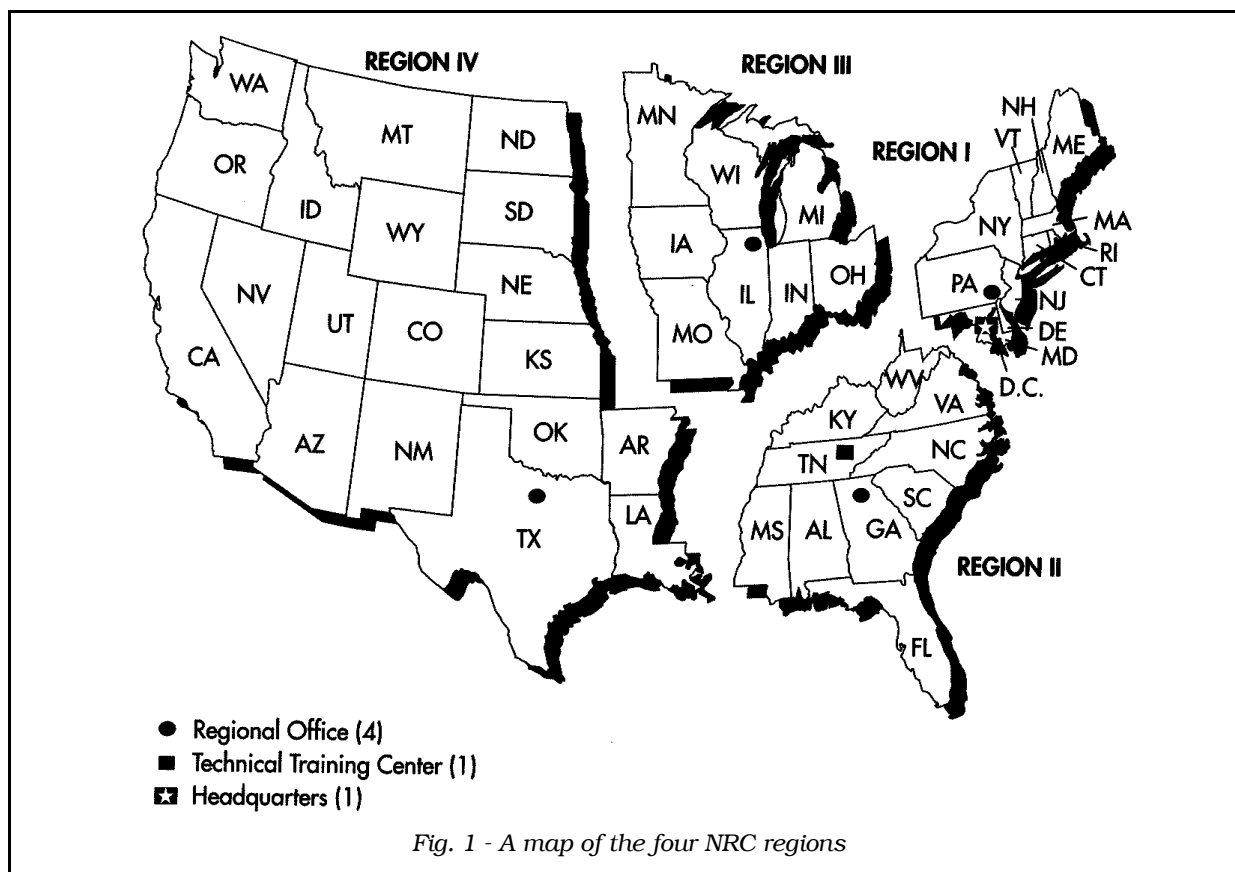 REGION IV
REGION III
REGION I
REGION II
WA
OR
CA
NV
ID
MT
WY
UT
CO
AZ
NM
ND
SD
NE
KS
OK
TX
AR
LA
MN
IA
MO
WI
IL
MI
IN
OH
NH
VT
ME
NY
MA
RI
CT
PA
NJ
DE
MD
D.C.
WV
VA
KY
TN
NC
SC
MS
AL
GA
FL
Regional Office (4)
Technical Training Center (1)
Headquarters (1)
Fig. 1 - A map of the four NRC regions